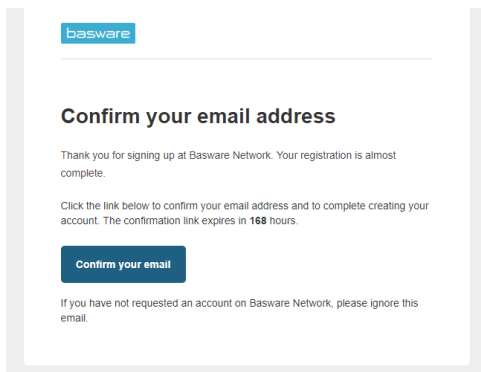 basware
Confirm your email address
Thank you for signing up at Basware Network. Your registration is almost
complete.
Click the link below to confirm your email address and to complete creating your
account. The confirmation link expires in 168 hours.
Confirm your email
If you have not requested an account on Basware Network, please ignore this
email.